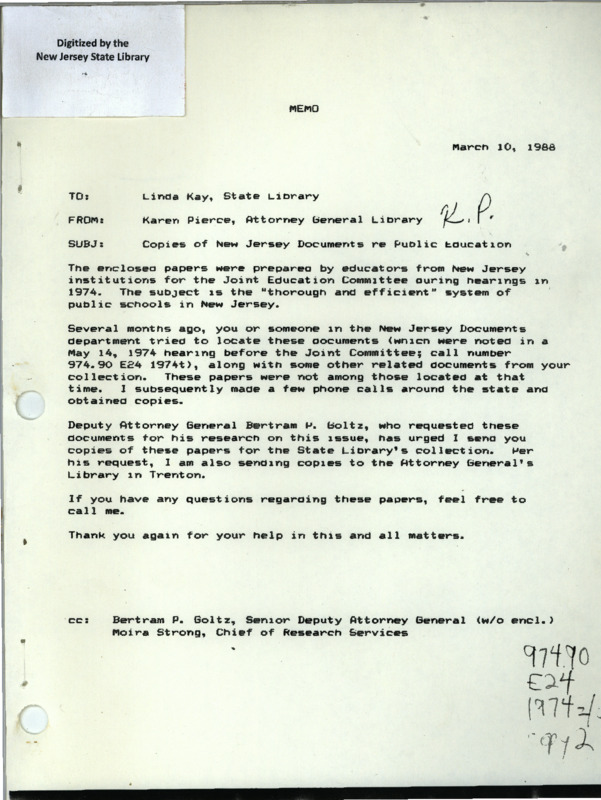 Digitized by the
New Jersey State Library
MEMO
March 10, 1988
TO: Linda Kay, State Library
FROM: Karen Pierce, Attorney General Library K.P.
SUBJ: Copies of New Jersey Documents re Public Education
The enclosed papers were prepared by educators from New Jersey
institutions for the Joint Education Committee during hearings in
1974. The subject is the "thorough and efficient" system of
public schools in New Jersey.
Several months ago, you or someone in the New Jersey Documents
department tried to locate these documents (which were noted in a
May 14, 1974 hearing before the Joint Committee; call number
974.90 E24 1974t), along with some other related documents from your
collection. These papers were not among those located at that
time. I subsequently made a few phone calls around the state and
obtained copies.
Deputy Attorney General Bertram P. Goltz, who requested these
documents for his research on this issue, has urged I send you
copies of these papers for the State Library's collection. Per
his request, I am also sending copies to the Attorney General's
Library in Trenton.
If you have any questions regarding these papers, feel free to
call me.
Thank you again for your help in this and all matters.
cc: Bertram P. Goltz, Senior Deputy Attorney General (w/o encl.)
Moira Strong, Chief of Research Services
974.90
E24
copy 2